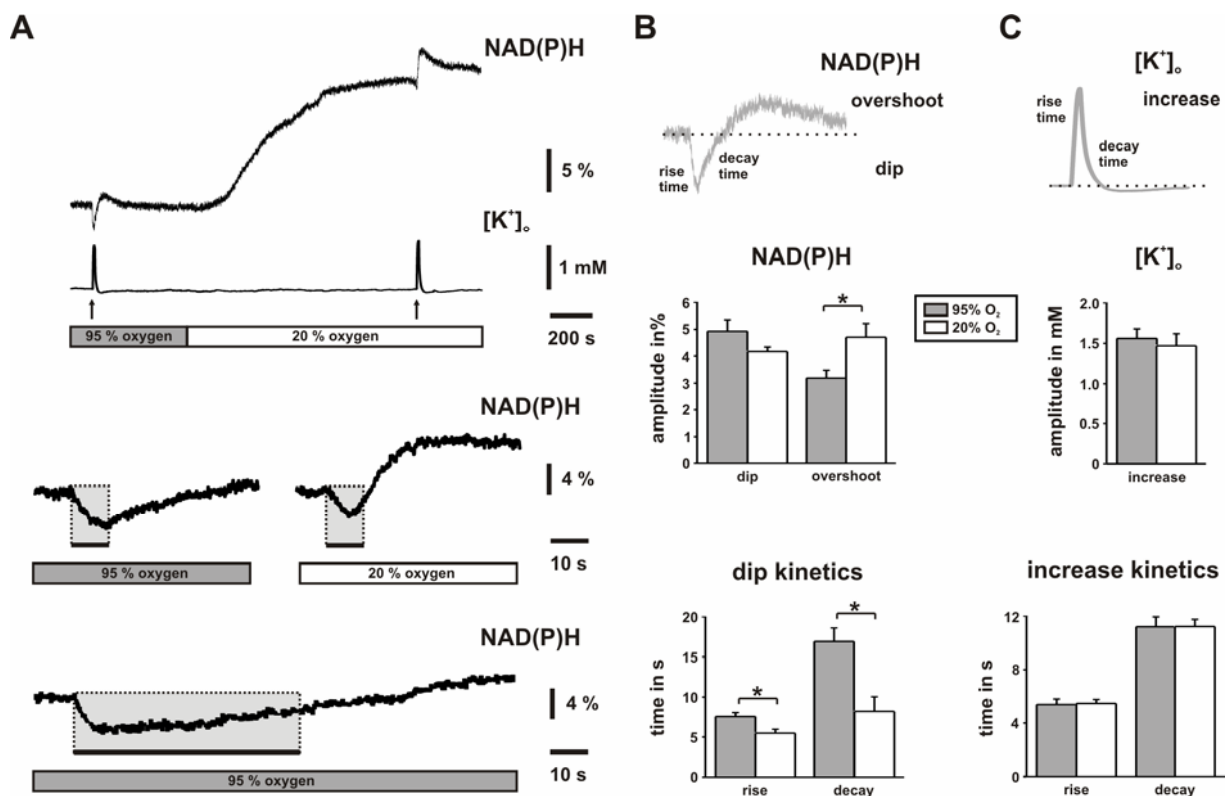 A
NAD(P)H
5 %
[K⁺]ₒ
1 mM
95 % oxygen
20 % oxygen
200 s
NAD(P)H
4 %
10 s
95 % oxygen
20 % oxygen
NAD(P)H
4 %
10 s
95 % oxygen
B
NAD(P)H
overshoot
rise
time
decay
time
dip
NAD(P)H
amplitude in%
6
5
4
3
2
1
0
*
dip
overshoot
95% O₂
20% O₂
dip kinetics
time in s
20
15
10
5
0
*
*
rise
decay
C
[K⁺]ₒ
increase
rise
time
decay
time
[K⁺]ₒ
amplitude in mM
2.0
1.5
1.0
0.5
0
increase
increase kinetics
time in s
12
8
4
0
rise
decay